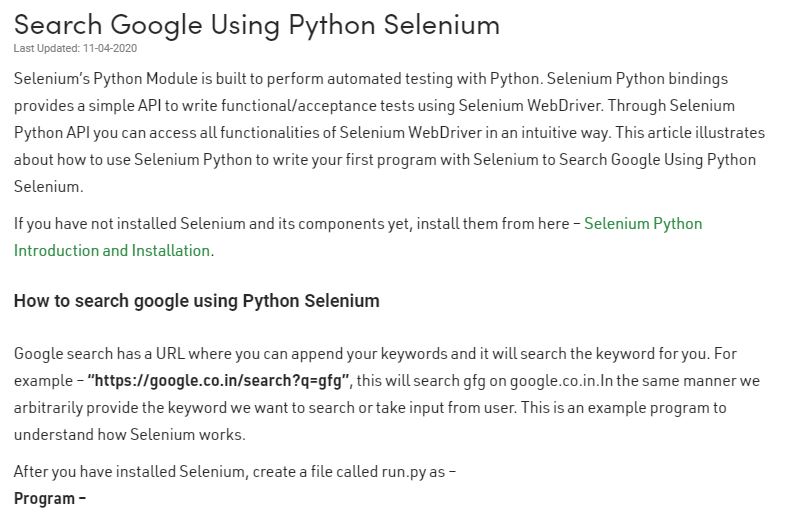 Search Google Using Python Selenium
Last Updated: 11-04-2020
Selenium's Python Module is built to perform automated testing with Python. Selenium Python bindings
provides a simple API to write functional/acceptance tests using Selenium WebDriver. Through Selenium
Python API you can access all functionalities of Selenium WebDriver in an intuitive way. This article illustrates
about how to use Selenium Python to write your first program with Selenium to Search Google Using Python
Selenium.
If you have not installed Selenium and its components yet, install them from here – Selenium Python
Introduction and Installation.
How to search google using Python Selenium
Google search has a URL where you can append your keywords and it will search the keyword for you. For
example – “https://google.co.in/search?q=gfg”, this will search gfg on google.co.in.In the same manner we
arbitrarily provide the keyword we want to search or take input from user. This is an example program to
understand how Selenium works.
After you have installed Selenium, create a file called run.py as –
Program –